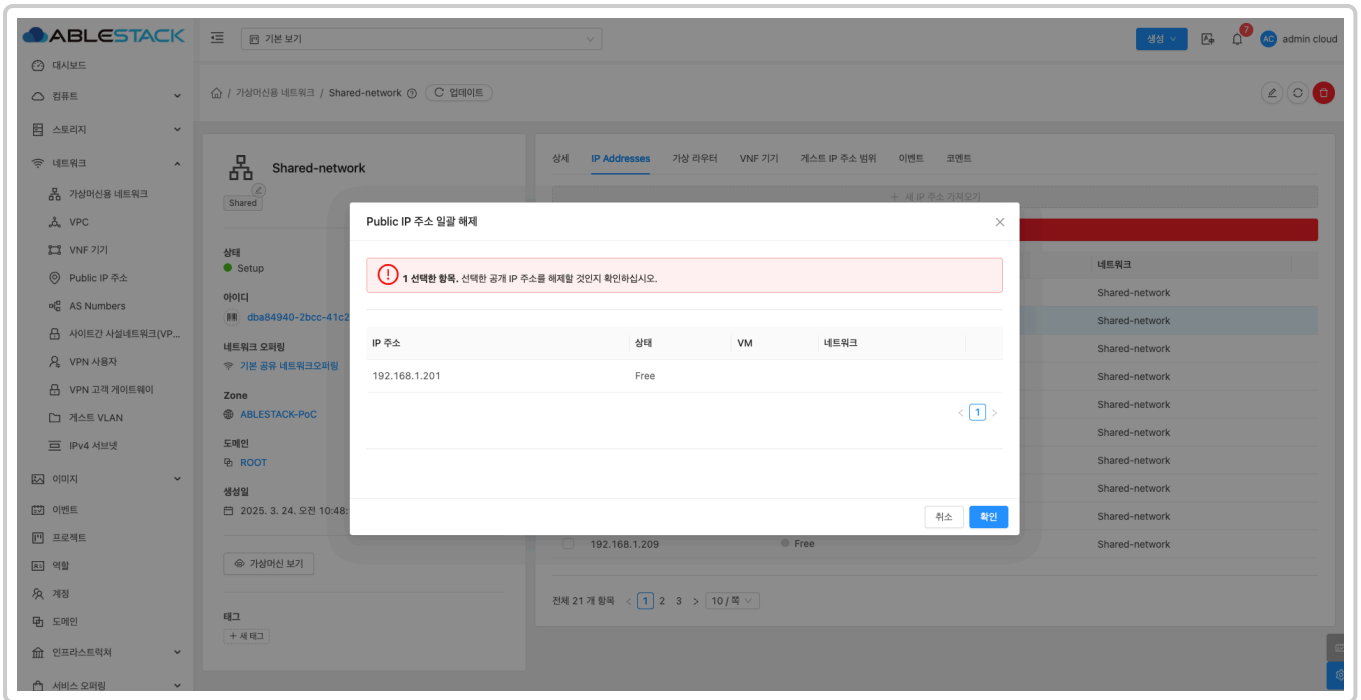 ABLESTACK
기본 보기
생성
7
AC
admin cloud
대시보드
컴퓨트
스토리지
네트워크
가상머신용 네트워크
VPC
VNF 기기
Public IP 주소
AS Numbers
사이트간 사설네트워크(VP...
VPN 사용자
VPN 고객 게이트웨이
게스트 VLAN
IPv4 서브넷
이미지
이벤트
프로젝트
역할
계정
도메인
인프라스트럭쳐
서비스 오퍼링
/ 가상머신용 네트워크 / Shared-network
업데이트
Shared-network
Shared
상태
Setup
아이디
dba84940-2bcc-41c2
네트워크 오퍼링
기본 공유 네트워크오퍼링
Zone
ABLESTACK-PoC
도메인
ROOT
생성일
2025. 3. 24. 오전 10:48:
가상머신 보기
태그
+ 새 태그
상세 IP Addresses 가상 라우터 VNF 기기 게스트 IP 주소 범위 이벤트 코멘트
+ 새 IP 주소 가져오기
네트워크
Shared-network
Shared-network
Shared-network
Shared-network
Shared-network
Shared-network
Shared-network
Shared-network
Shared-network
192.168.1.209 Free Shared-network
전체 21 개 항목 < 1 2 3 > 10 / 쪽
Public IP 주소 일괄 해제
1 선택한 항목. 선택한 공개 IP 주소를 해제할 것인지 확인하십시오.
IP 주소 상태 VM 네트워크
192.168.1.201 Free
< 1 >
취소 확인